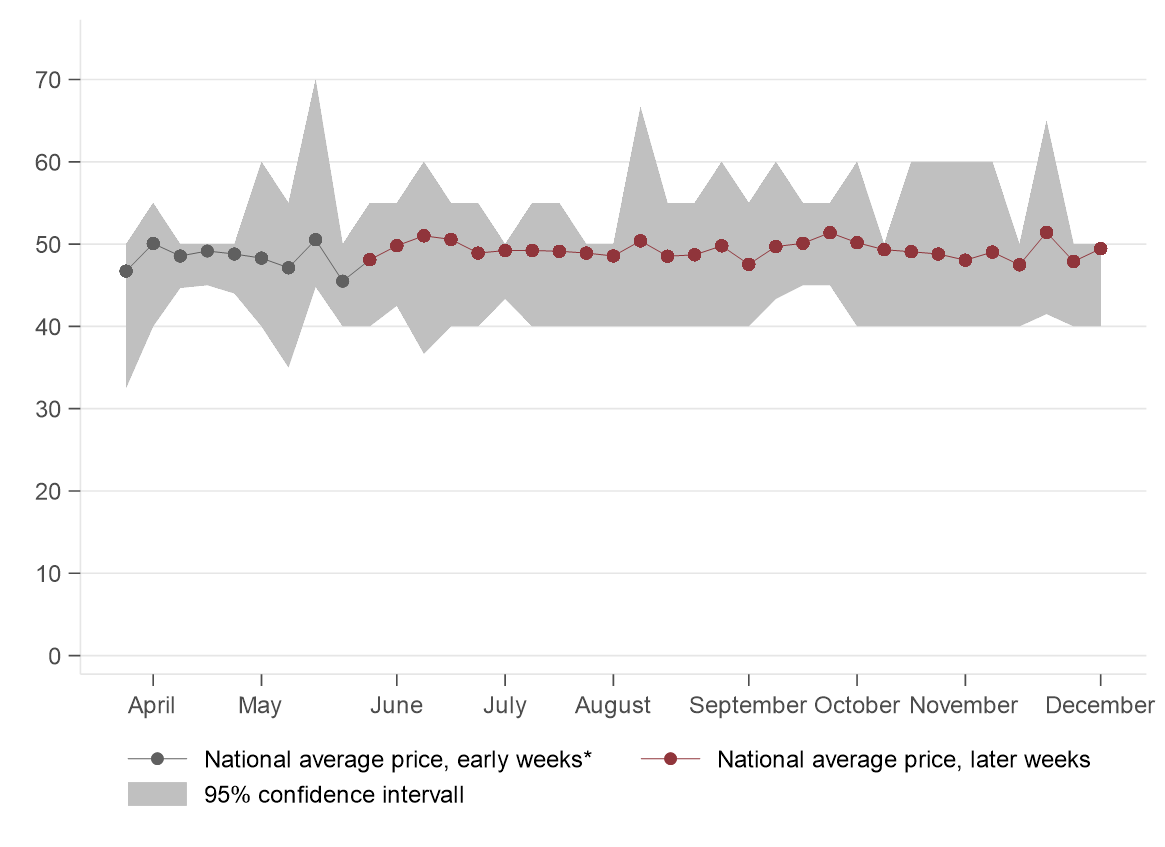 70
60
50
40
30
20
10
0
April May June July August September October November December
National average price, early weeks* National average price, later weeks
95% confidence intervall